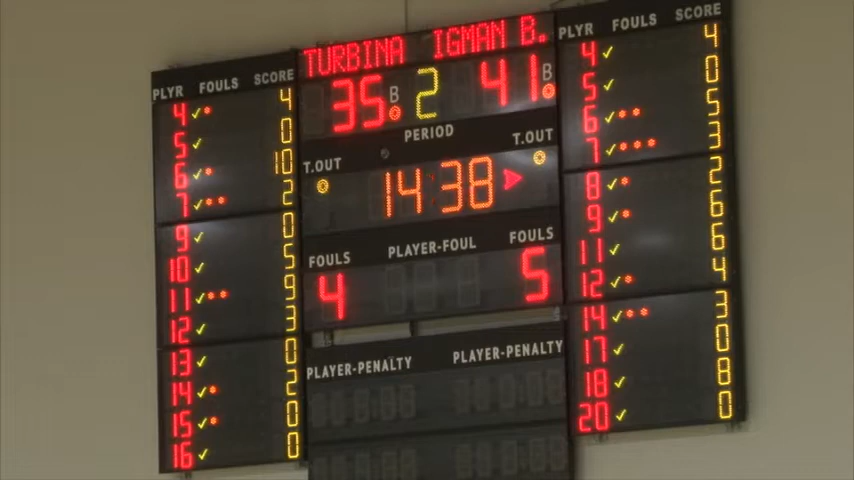 TURBINA IGMAN B.
35 B 2 41 B
PERIOD
T.OUT T.OUT
14 38
FOULS PLAYER-FOUL FOULS
4 5
PLAYER-PENALTY PLAYER-PENALTY
PLYR FOULS SCORE
4 ✓ 4
5 ✓ 0
6 ✓ 10
7 ✓ 2
9 ✓ 0
10 ✓ 5
11 ✓ 9
12 ✓ 3
13 ✓ 0
14 ✓ 2
15 ✓ 0
16 ✓ 0
PLYR FOULS SCORE
4 ✓ 4
5 ✓ 0
6 ✓ 5
7 ✓ 3
8 ✓ 2
9 ✓ 6
11 ✓ 6
12 ✓ 4
14 ✓ 3
17 ✓ 0
18 ✓ 8
20 ✓ 0